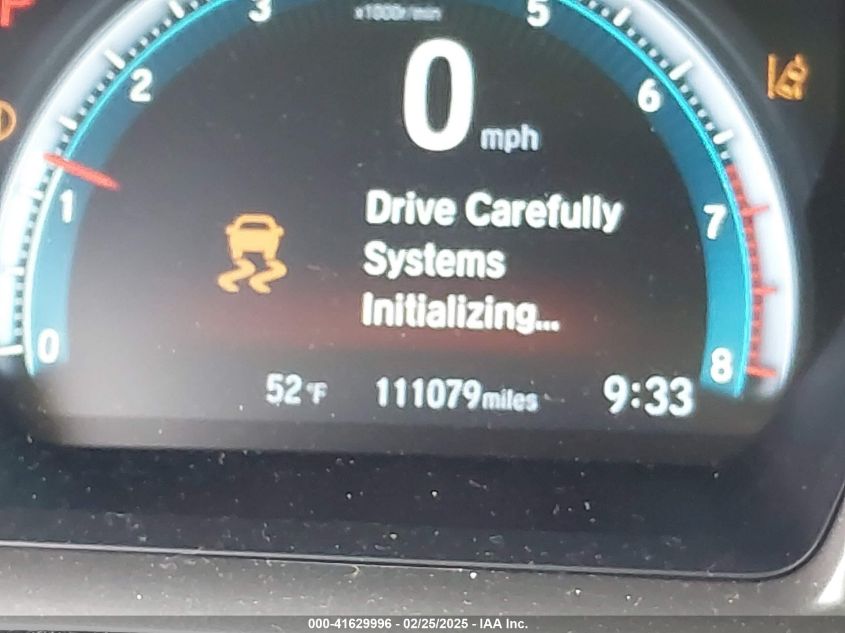 3
5
x1000r/min
2
0
6
mph
1
Drive Carefully
7
Systems
Initializing...
0
8
52°F 111079miles 9:33
000-41629996 - 02/25/2025 - IAA Inc.